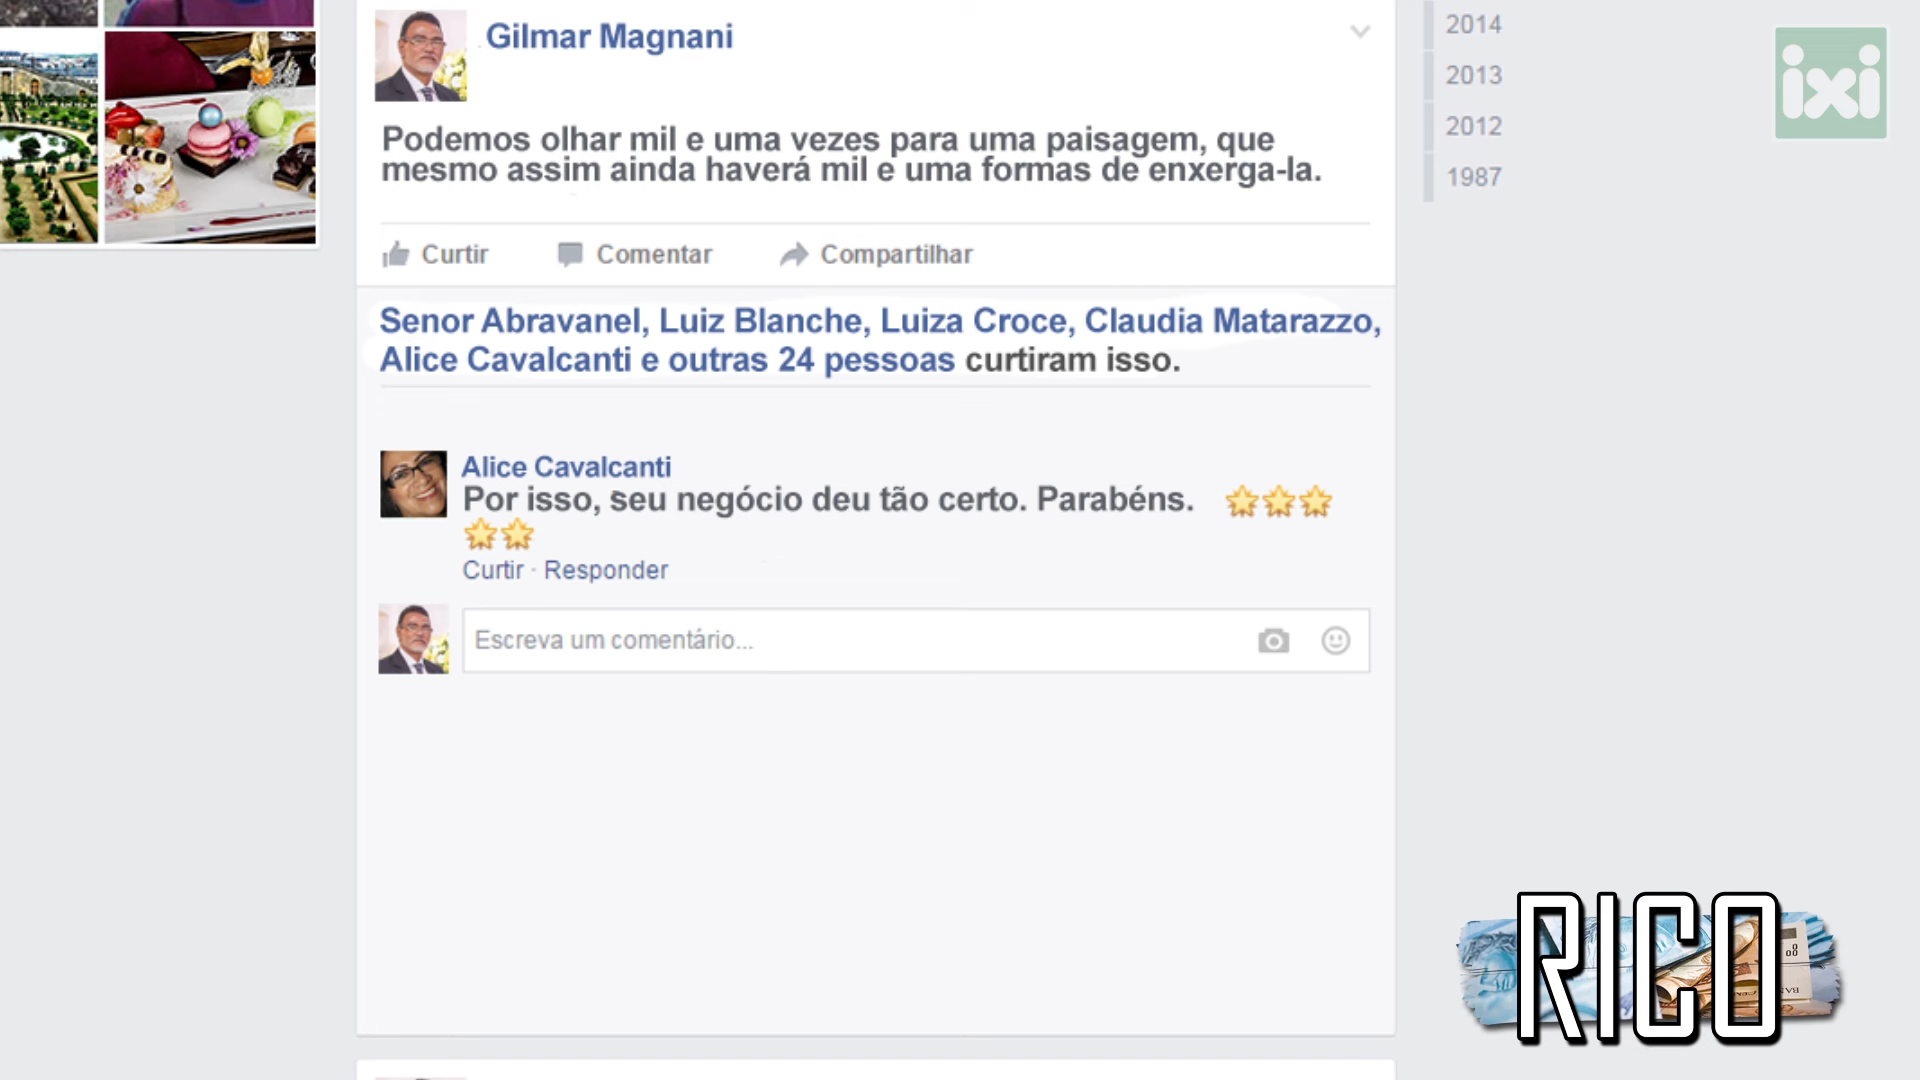 Gilmar Magnani
Podemos olhar mil e uma vezes para uma paisagem, que
mesmo assim ainda haverá mil e uma formas de enxerga-la.
Curtir
Comentar
Compartilhar
Senor Abravanel, Luiz Blanche, Luiza Croce, Claudia Matarazzo,
Alice Cavalcanti e outras 24 pessoas curtiram isso.
Alice Cavalcanti
Por isso, seu negócio deu tão certo. Parabéns. 🌟🌟🌟
🌟🌟
Curtir · Responder
Escreva um comentário...
2014
2013
2012
1987
ixi
RICO